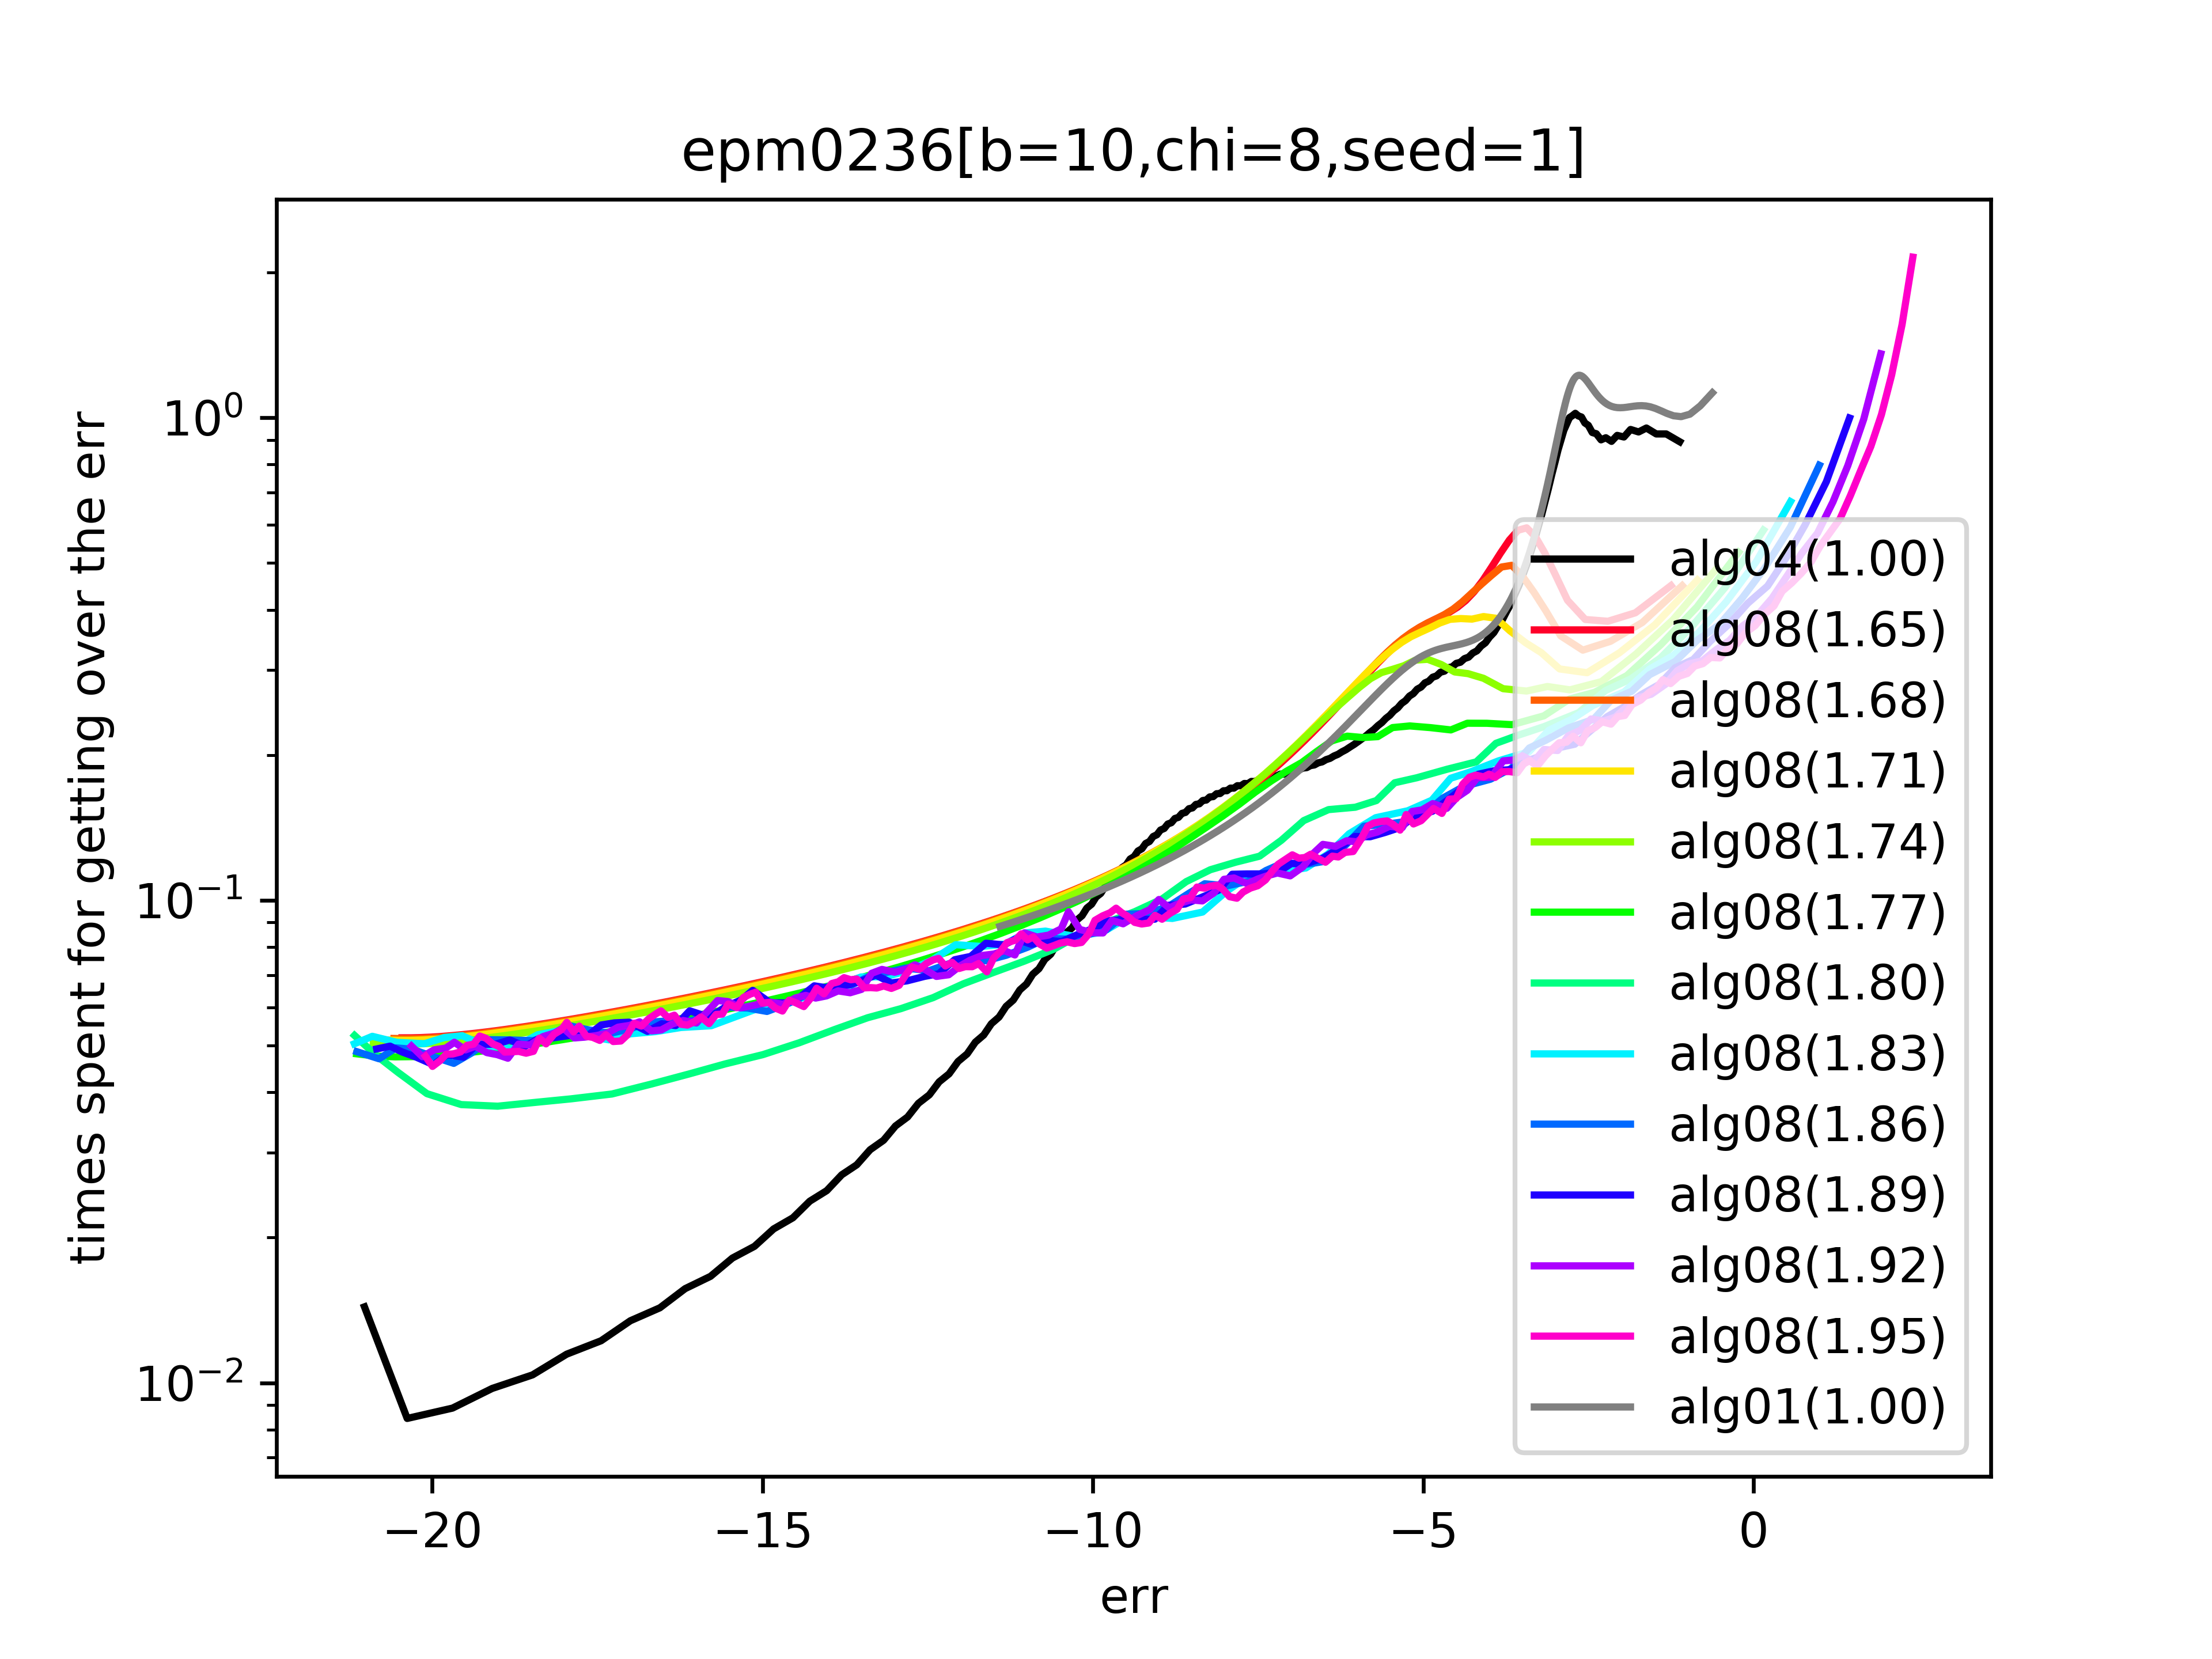 epm0236[b=10,chi=8,seed=1]
times spent for getting over the err
10⁰
10⁻¹
10⁻²
alg04(1.00)
alg08(1.65)
alg08(1.68)
alg08(1.71)
alg08(1.74)
alg08(1.77)
alg08(1.80)
alg08(1.83)
alg08(1.86)
alg08(1.89)
alg08(1.92)
alg08(1.95)
alg01(1.00)
−20 −15 −10 −5 0
err